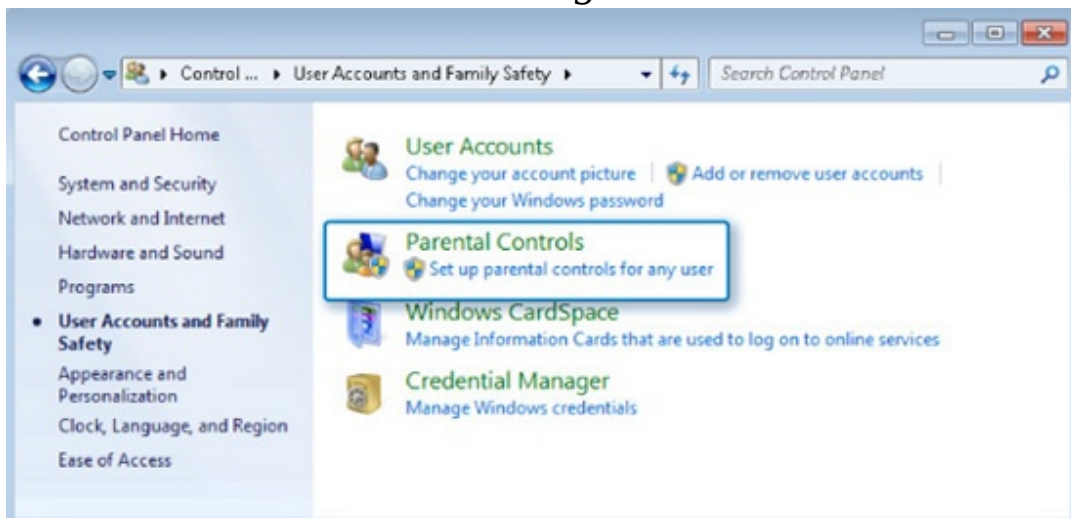 Control ... ▸ User Accounts and Family Safety ▸
Search Control Panel
Control Panel Home
System and Security
Network and Internet
Hardware and Sound
Programs
• User Accounts and Family
Safety
Appearance and
Personalization
Clock, Language, and Region
Ease of Access
User Accounts
Change your account picture | Add or remove user accounts |
Change your Windows password
Parental Controls
Set up parental controls for any user
Windows CardSpace
Manage Information Cards that are used to log on to online services
Credential Manager
Manage Windows credentials